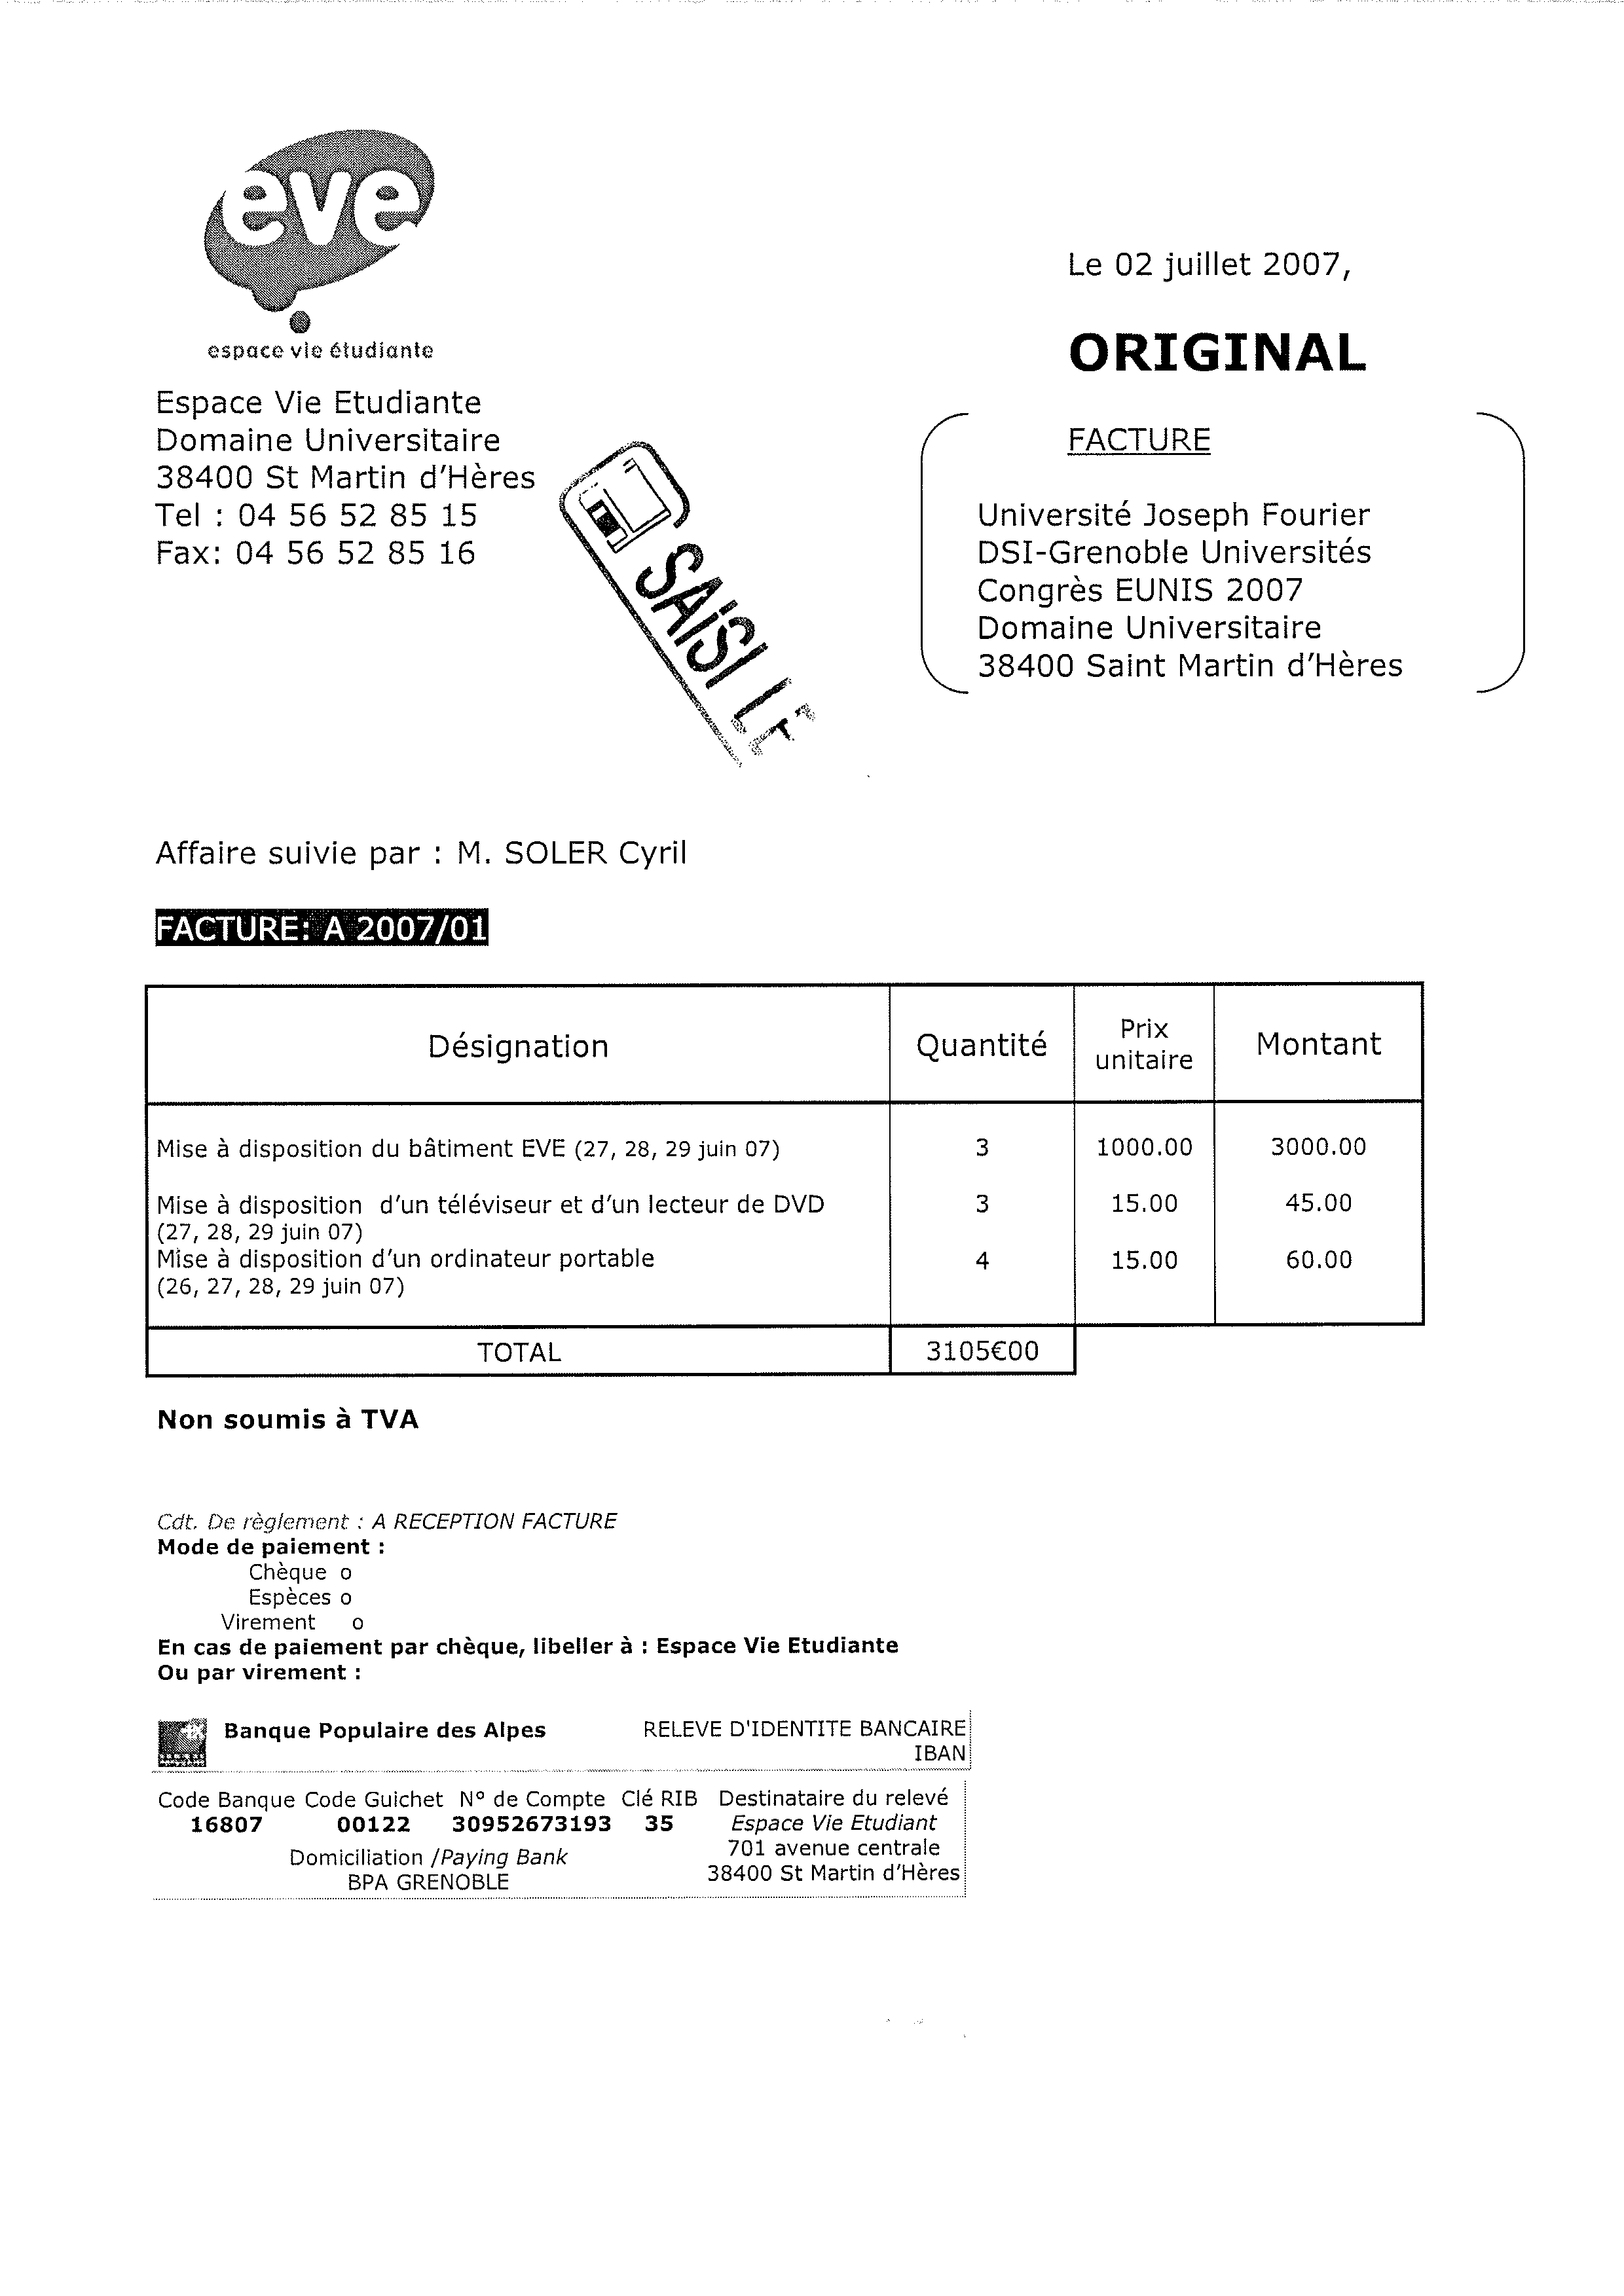 eve
espace vie étudiante
Le 02 juillet 2007,
ORIGINAL
Espace Vie Etudiante
Domaine Universitaire
38400 St Martin d'Hères
Tel : 04 56 52 85 15
Fax: 04 56 52 85 16
SAISI LE
FACTURE
Université Joseph Fourier
DSI-Grenoble Universités
Congrès EUNIS 2007
Domaine Universitaire
38400 Saint Martin d'Hères
Affaire suivie par : M. SOLER Cyril
FACTURE: A 2007/01
Désignation Quantité Prix unitaire Montant
Mise à disposition du bâtiment EVE (27, 28, 29 juin 07) 3 1000.00 3000.00
Mise à disposition d'un téléviseur et d'un lecteur de DVD 3 15.00 45.00
(27, 28, 29 juin 07)
Mise à disposition d'un ordinateur portable 4 15.00 60.00
(26, 27, 28, 29 juin 07)
TOTAL 3105€00
Non soumis à TVA
Cdt. De règlement : A RECEPTION FACTURE
Mode de paiement :
Chèque o
Espèces o
Virement o
En cas de paiement par chèque, libeller à : Espace Vie Etudiante
Ou par virement :
Banque Populaire des Alpes RELEVE D'IDENTITE BANCAIRE
IBAN
Code Banque Code Guichet N° de Compte Clé RIB Destinataire du relevé
16807 00122 30952673193 35 Espace Vie Etudiant
701 avenue centrale
Domiciliation /Paying Bank
38400 St Martin d'Hères
BPA GRENOBLE